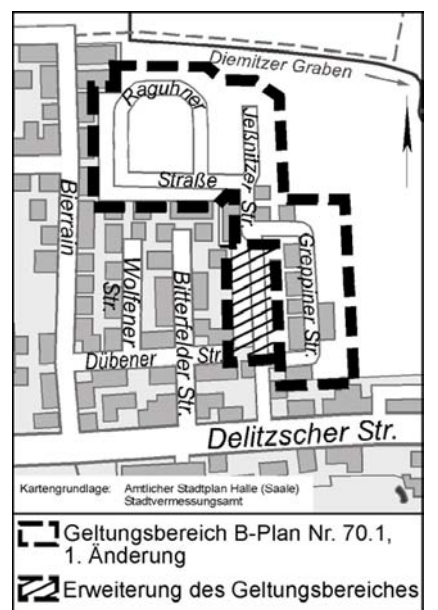 Diemitzer Graben
Raguhner
Straße
Jeßnitzer Str.
Bierrain
Wolfener
Str.
Bitterfelder Str.
Greppiner Str.
Dübener Str.
Delitzscher Str.
Kartengrundlage: Amtlicher Stadtplan Halle (Saale)
Stadtvermessungsamt
Geltungsbereich B-Plan Nr. 70.1,
1. Änderung
Erweiterung des Geltungsbereiches